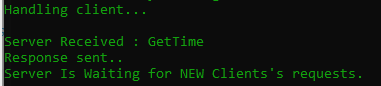 Handling client...
Server Received : GetTime
Response sent..
Server Is Waiting for NEW Clients's requests.